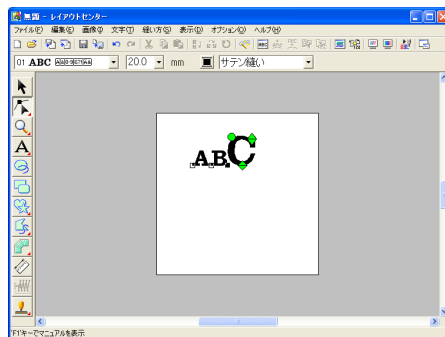 無題 - レイアウトセンター
ファイル(F) 編集(E) 画像(I) 文字(T) 縫い方(S) 表示(D) オプション(O) ヘルプ(H)
01 ABC 20.0 mm サテン縫い
A
ABC
'F1'キーでマニュアルを表示